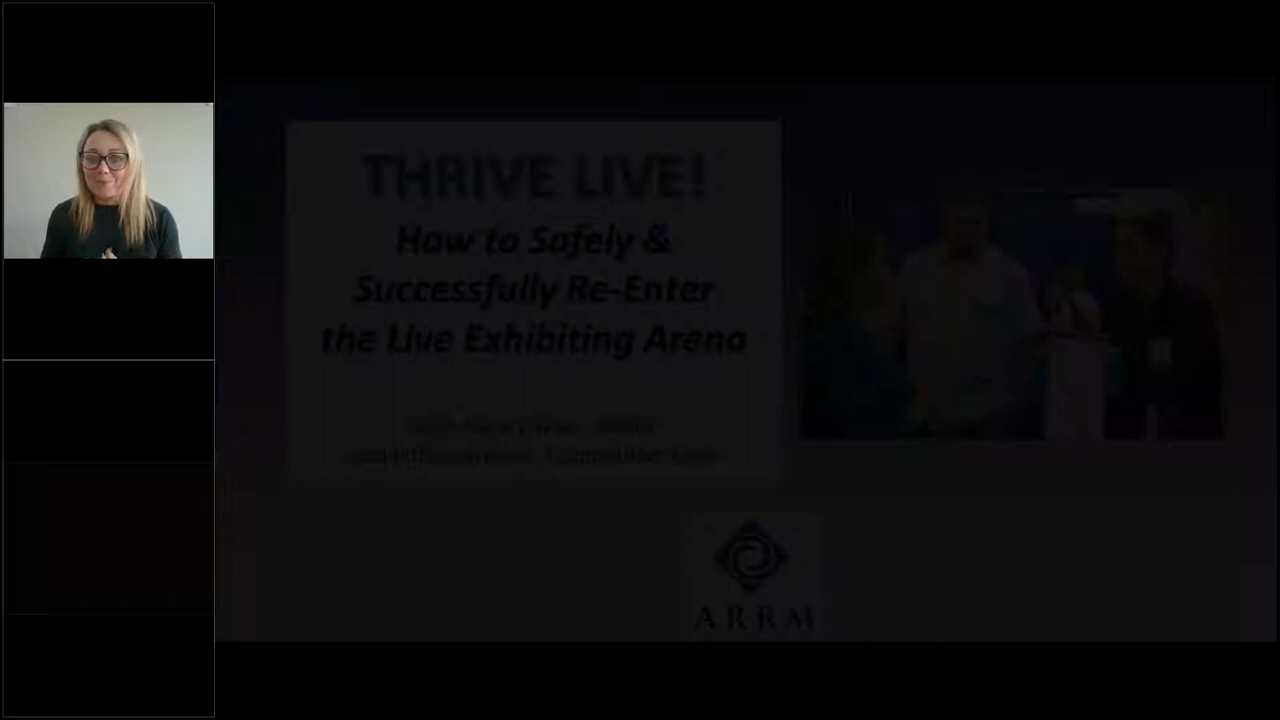 THRIVE LIVE!
How to Safely &
Successfully Re-Enter
the Live Exhibiting Arena
ARRM